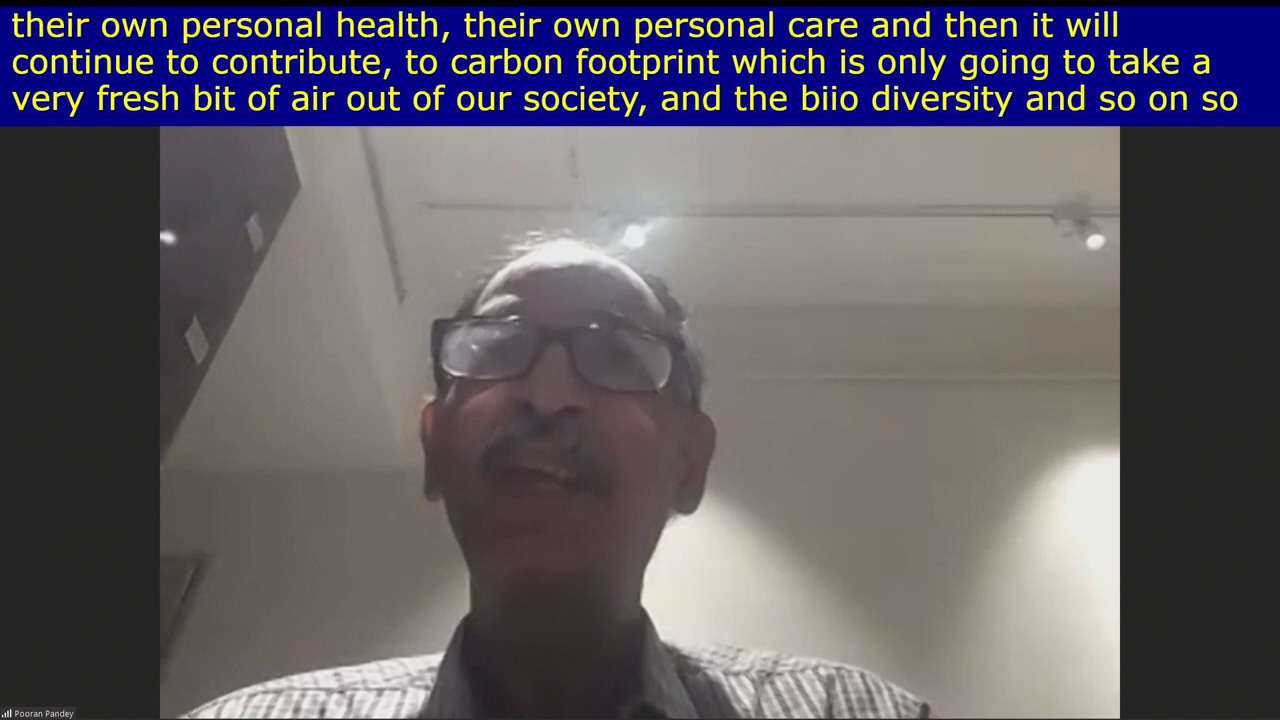 their own personal health, their own personal care and then it will
continue to contribute, to carbon footprint which is only going to take a
very fresh bit of air out of our society, and the biio diversity and so on so
Pooran Pandey